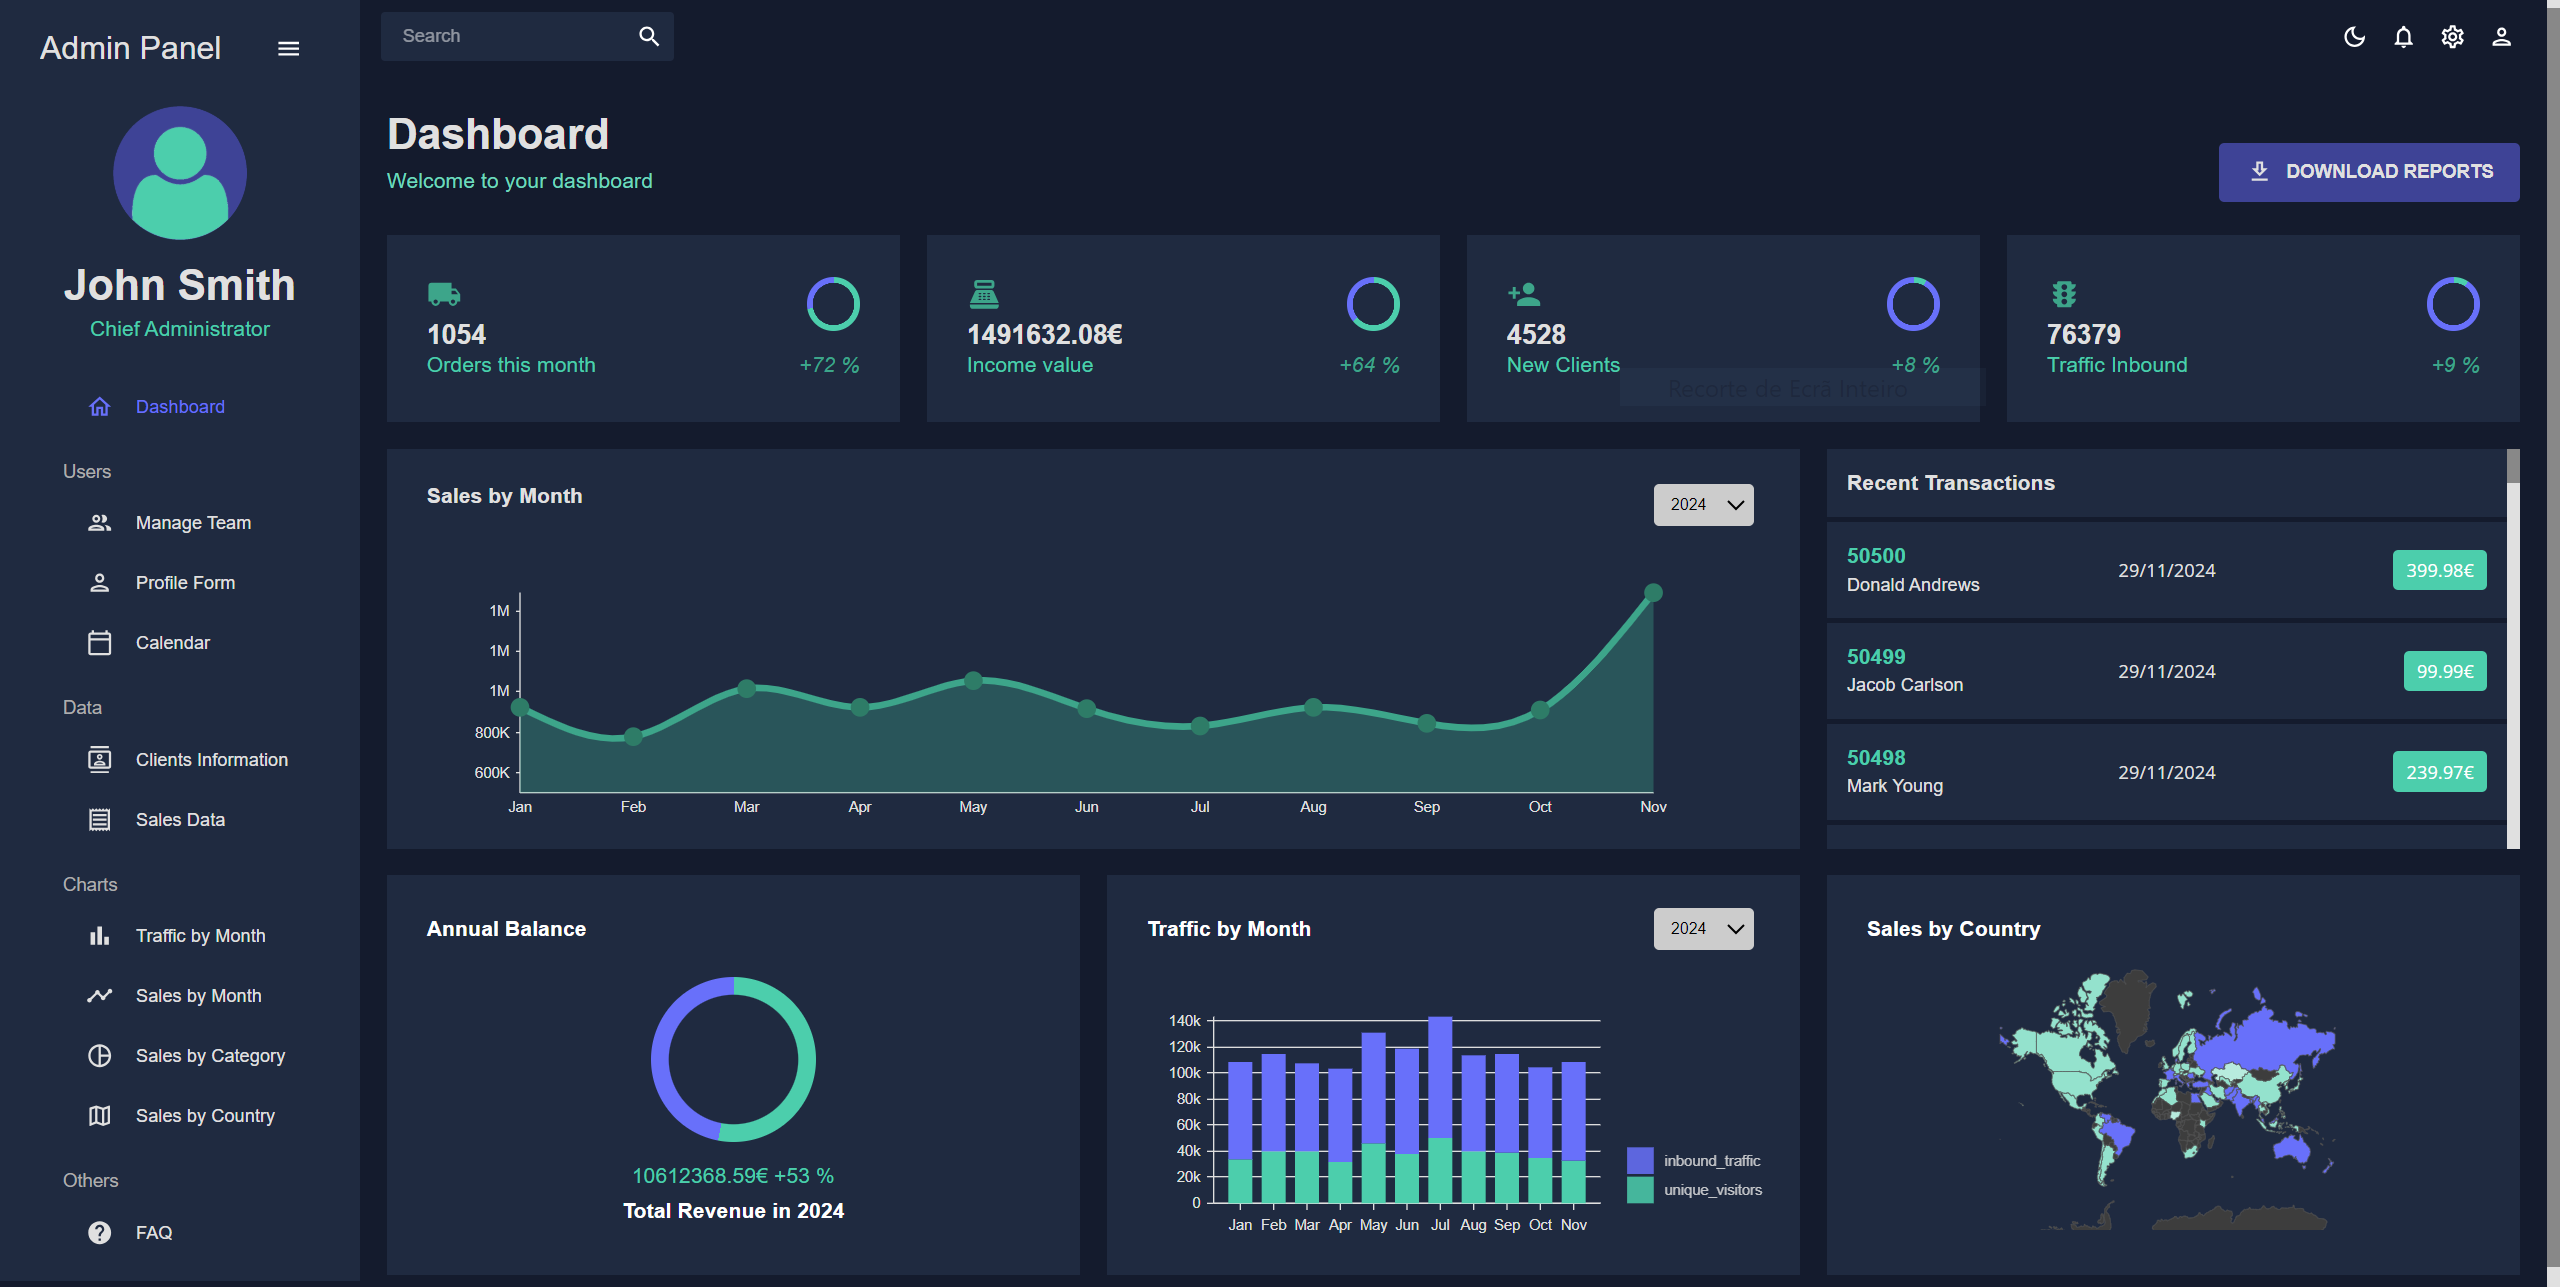 Admin Panel
John Smith
Chief Administrator
Dashboard
Users
Manage Team
Profile Form
Calendar
Data
Clients Information
Sales Data
Charts
Traffic by Month
Sales by Month
Sales by Category
Sales by Country
Others
FAQ
Search
Dashboard
Welcome to your dashboard
DOWNLOAD REPORTS
1054
Orders this month
+72 %
1491632.08€
Income value
+64 %
4528
New Clients
+8 %
Recorte de Ecrã Inteiro
76379
Traffic Inbound
+9 %
Sales by Month
2024
1M
1M
1M
800K
600K
Jan Feb Mar Apr May Jun Jul Aug Sep Oct Nov
Recent Transactions
50500
Donald Andrews
29/11/2024
399.98€
50499
Jacob Carlson
29/11/2024
99.99€
50498
Mark Young
29/11/2024
239.97€
Annual Balance
10612368.59€ +53 %
Total Revenue in 2024
Traffic by Month
2024
140k
120k
100k
80k
60k
40k
20k
0
Jan Feb Mar Apr May Jun Jul Aug Sep Oct Nov
inbound_traffic
unique_visitors
Sales by Country